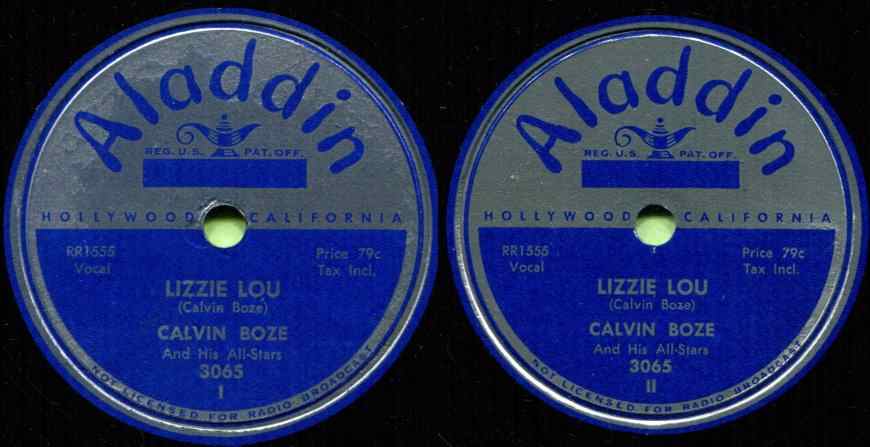 Aladdin
REG. U.S. PAT. OFF.
HOLLYWOOD CALIFORNIA
RR1555
Vocal
Price 79c
Tax Incl.
LIZZIE LOU
(Calvin Boze)
CALVIN BOZE
And His All-Stars
3065
I
NOT LICENSED FOR RADIO BROADCAST
Aladdin
REG. U.S. PAT. OFF.
HOLLYWOOD CALIFORNIA
RR1555
Vocal
Price 79c
Tax Incl.
LIZZIE LOU
(Calvin Boze)
CALVIN BOZE
And His All-Stars
3065
II
NOT LICENSED FOR RADIO BROADCAST